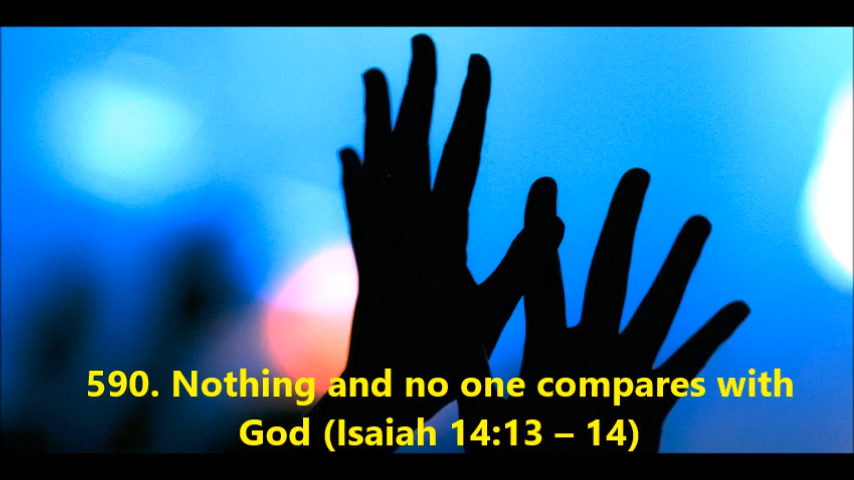 590. Nothing and no one compares with
God (Isaiah 14:13 – 14)